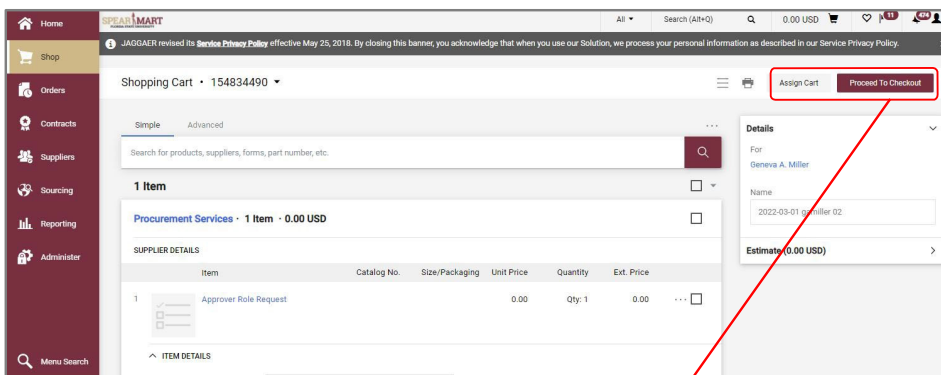 Home
Shop
Orders
Contracts
Suppliers
Sourcing
Reporting
Administer
Menu Search
SPEARMART
FLORIDA STATE UNIVERSITY
All
Search (Alt+Q)
0.00 USD
11
474
JAGGAER revised its Service Privacy Policy effective May 25, 2018. By closing this banner, you acknowledge that when you use our Solution, we process your personal information as described in our Service Privacy Policy.
Shopping Cart • 154834490
Assign Cart
Proceed To Checkout
Simple Advanced
Search for products, suppliers, forms, part number, etc.
1 Item
Procurement Services · 1 Item · 0.00 USD
SUPPLIER DETAILS
Item Catalog No. Size/Packaging Unit Price Quantity Ext. Price
1 Approver Role Request 0.00 Qty: 1 0.00
ITEM DETAILS
Details
For
Geneva A. Miller
Name
Estimate (0.00 USD)